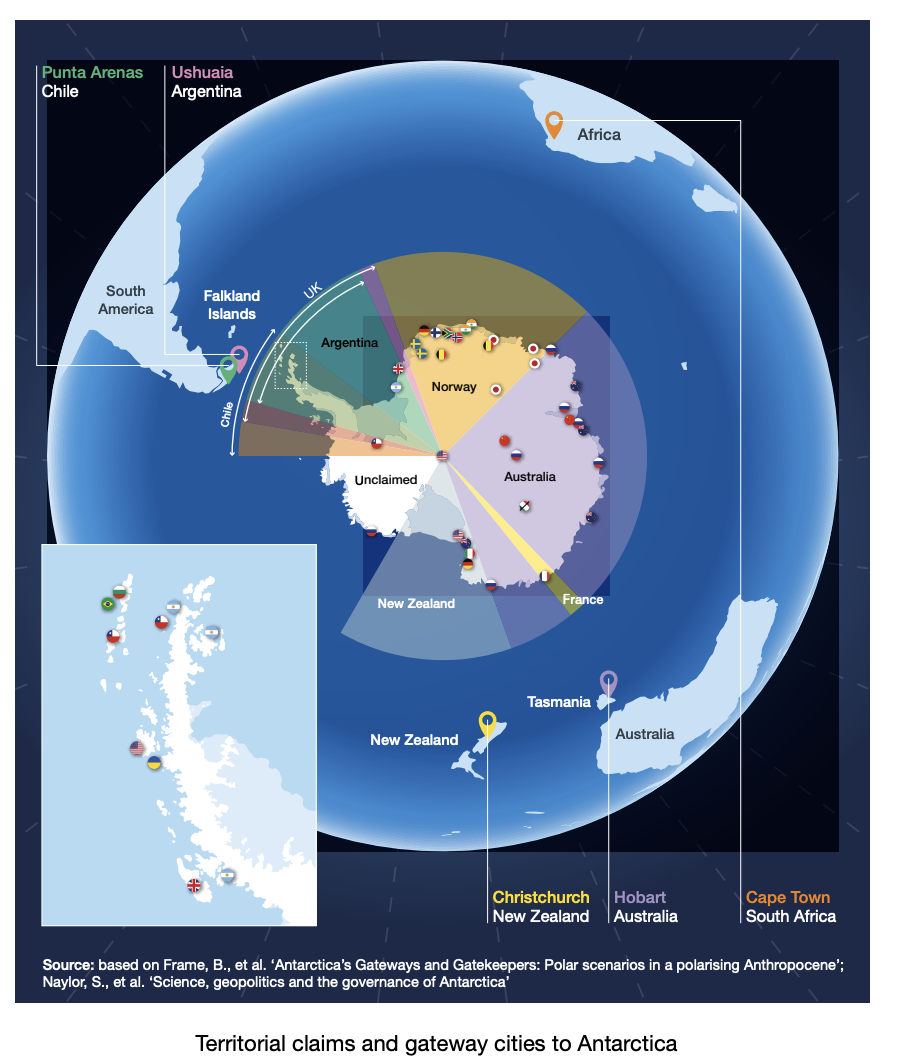 Punta Arenas
Chile
Ushuaia
Argentina
Africa
South
America
Falkland
Islands
UK
Argentina
Chile
Norway
Unclaimed
Australia
New Zealand
France
Tasmania
New Zealand
Australia
Christchurch
New Zealand
Hobart
Australia
Cape Town
South Africa
Source: based on Frame, B., et al. ‘Antarctica’s Gateways and Gatekeepers: Polar scenarios in a polarising Anthropocene’;
Naylor, S., et al. ‘Science, geopolitics and the governance of Antarctica’
Territorial claims and gateway cities to Antarctica